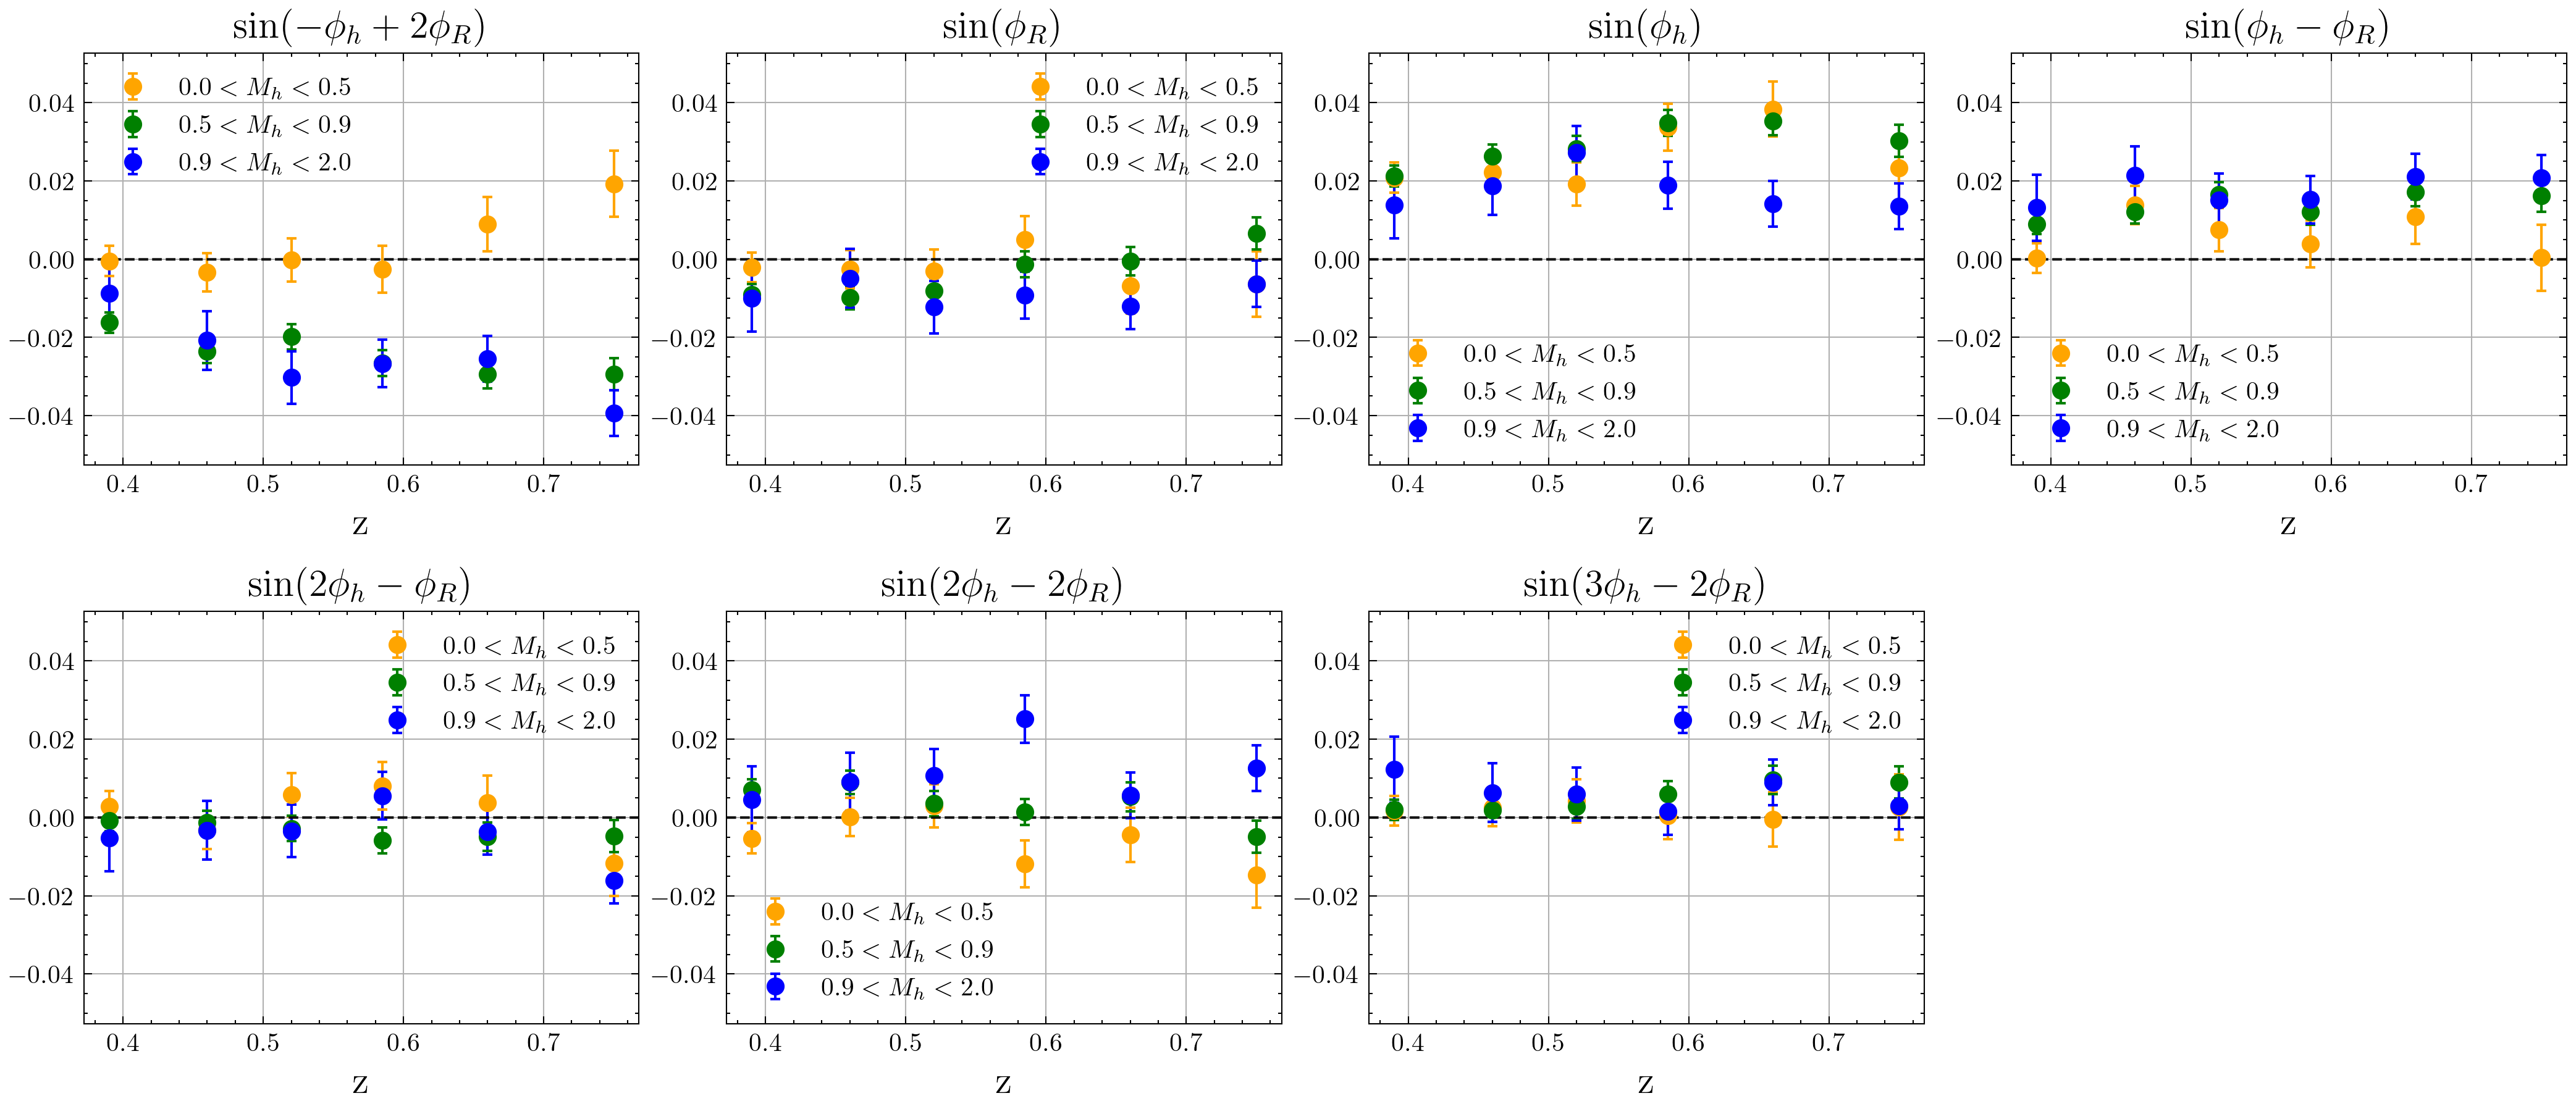 sin(−ϕ_h + 2ϕ_R)
0.0 < M_h < 0.5
0.5 < M_h < 0.9
0.9 < M_h < 2.0
0.04
0.02
0.00
−0.02
−0.04
0.4 0.5 0.6 0.7
z
sin(ϕ_R)
0.0 < M_h < 0.5
0.5 < M_h < 0.9
0.9 < M_h < 2.0
0.04
0.02
0.00
−0.02
−0.04
0.4 0.5 0.6 0.7
z
sin(ϕ_h)
0.04
0.02
0.00
−0.02
−0.04
0.0 < M_h < 0.5
0.5 < M_h < 0.9
0.9 < M_h < 2.0
0.4 0.5 0.6 0.7
z
sin(ϕ_h − ϕ_R)
0.04
0.02
0.00
−0.02
−0.04
0.0 < M_h < 0.5
0.5 < M_h < 0.9
0.9 < M_h < 2.0
0.4 0.5 0.6 0.7
z
sin(2ϕ_h − ϕ_R)
0.0 < M_h < 0.5
0.5 < M_h < 0.9
0.9 < M_h < 2.0
0.04
0.02
0.00
−0.02
−0.04
0.4 0.5 0.6 0.7
z
sin(2ϕ_h − 2ϕ_R)
0.04
0.02
0.00
−0.02
−0.04
0.0 < M_h < 0.5
0.5 < M_h < 0.9
0.9 < M_h < 2.0
0.4 0.5 0.6 0.7
z
sin(3ϕ_h − 2ϕ_R)
0.0 < M_h < 0.5
0.5 < M_h < 0.9
0.9 < M_h < 2.0
0.04
0.02
0.00
−0.02
−0.04
0.4 0.5 0.6 0.7
z